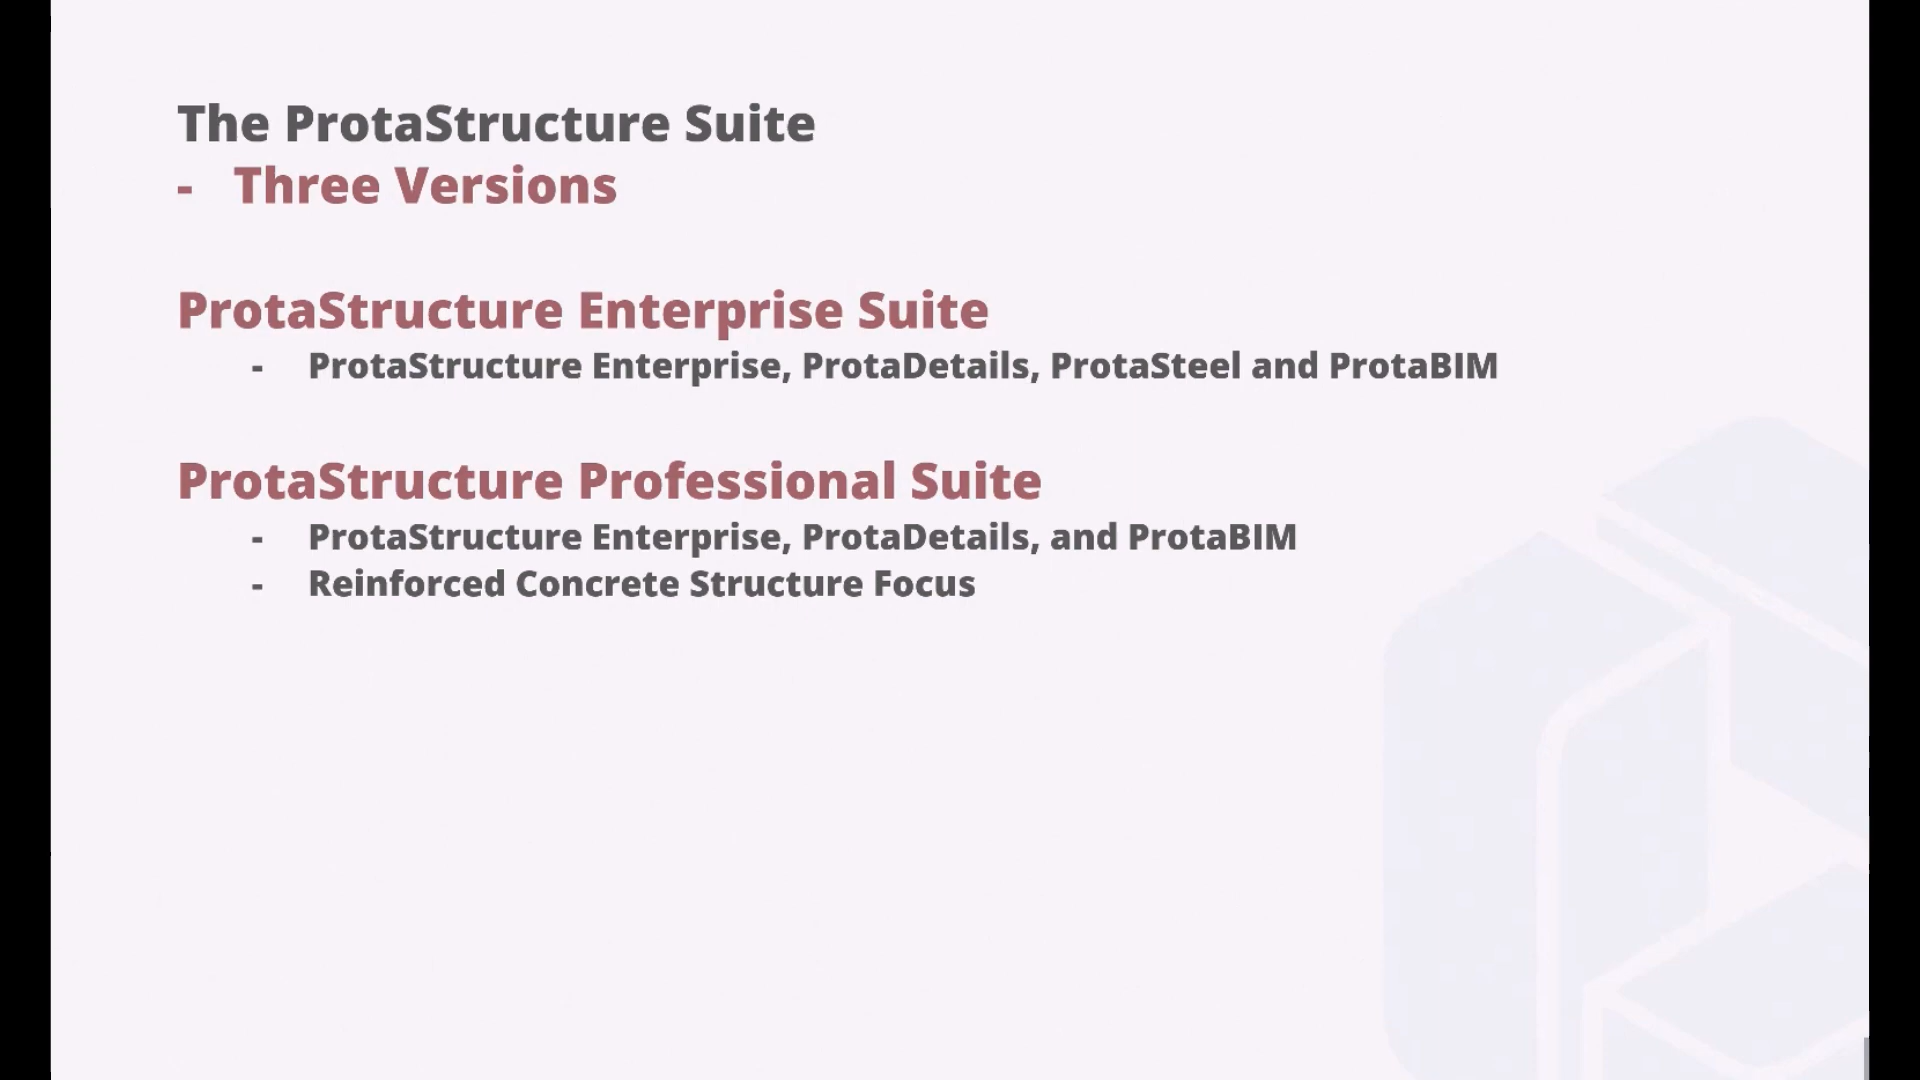 The ProtaStructure Suite
- Three Versions
ProtaStructure Enterprise Suite
- ProtaStructure Enterprise, ProtaDetails, ProtaSteel and ProtaBIM
ProtaStructure Professional Suite
- ProtaStructure Enterprise, ProtaDetails, and ProtaBIM
- Reinforced Concrete Structure Focus